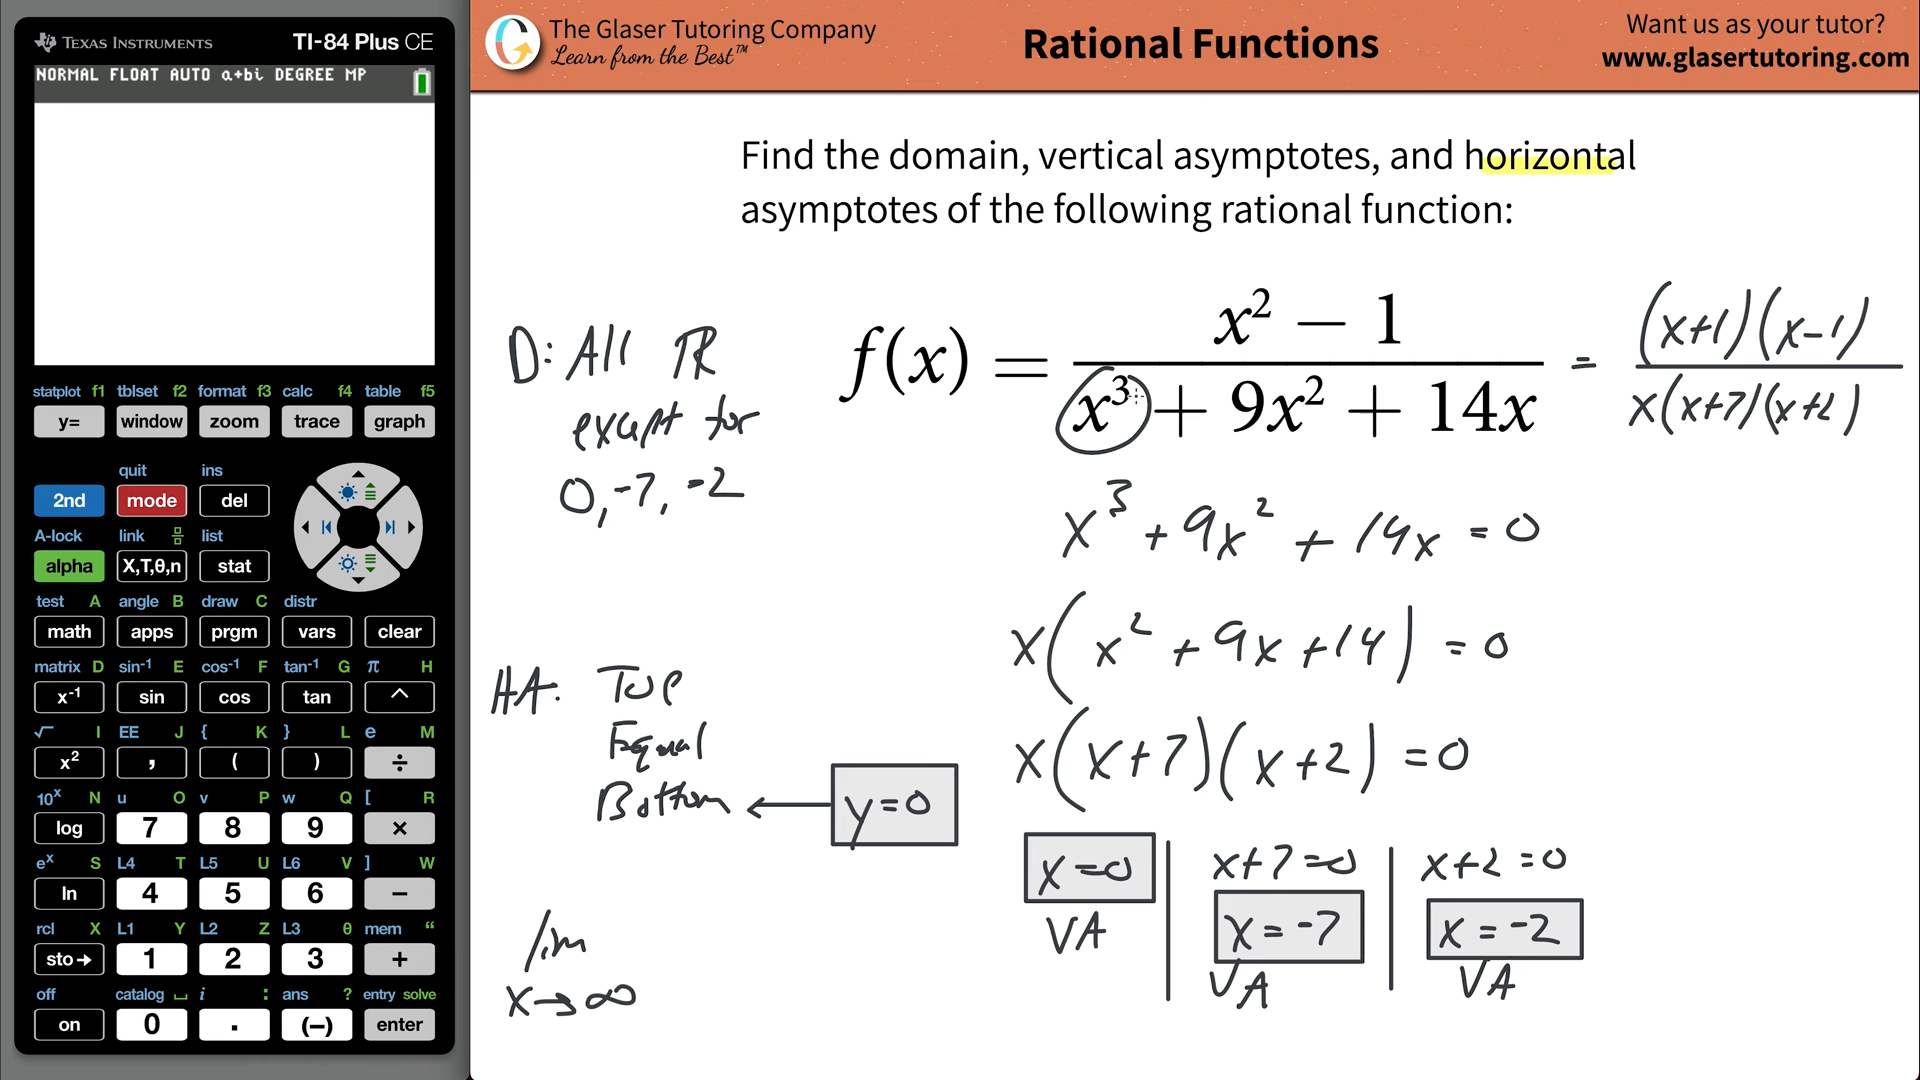 TEXAS INSTRUMENTS TI-84 Plus CE
NORMAL FLOAT AUTO a+bi DEGREE MP
statplot f1 tblset f2 format f3 calc f4 table f5
y= window zoom trace graph
quit ins
2nd mode del
A-lock link list
alpha X,T,θ,n stat
test A angle B draw C distr
math apps prgm vars clear
matrix D sin⁻¹ E cos⁻¹ F tan⁻¹ G π H
x⁻¹ sin cos tan ^
√ I EE J { K } L e M
x² , ( ) ÷
10ˣ N u O v P w Q [ R
log 7 8 9 ×
eˣ S L4 T L5 U L6 V ] W
ln 4 5 6 −
rcl X L1 Y L2 Z L3 θ mem “
sto→ 1 2 3 +
off catalog ⎵ i : ans ? entry solve
on 0 . (−) enter
The Glaser Tutoring Company
Learn from the Best™
Rational Functions
Want us as your tutor?
www.glasertutoring.com
Find the domain, vertical asymptotes, and horizontal
asymptotes of the following rational function:
f(x) = (x² − 1)/(x³ + 9x² + 14x) = (x+1)(x-1)/x(x+7)(x+2)
D: All ℝ
except for
0, -7, -2
x³ + 9x² + 14x = 0
x(x² + 9x + 14) = 0
x(x+7)(x+2) = 0
HA: Top
Equal
Bottom ← y=0
x=0 x+7=0 x+2=0
VA x = -7 x = -2
VA VA
lim
x→∞